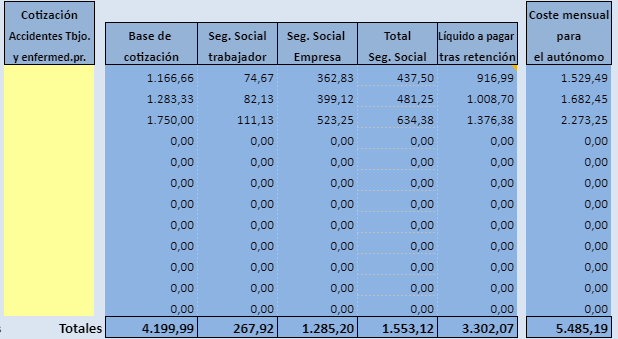 Cotización
Accidentes Tbjo.
y enfermed.pr.
Base de
cotización
Seg. Social
trabajador
Seg. Social
Empresa
Total
Seg. Social
Líquido a pagar
tras retención
Coste mensual
para
el autónomo
1.166,66 74,67 362,83 437,50 916,99 1.529,49
1.283,33 82,13 399,12 481,25 1.008,70 1.682,45
1.750,00 111,13 523,25 634,38 1.376,38 2.273,25
0,00 0,00 0,00 0,00 0,00 0,00
0,00 0,00 0,00 0,00 0,00 0,00
0,00 0,00 0,00 0,00 0,00 0,00
0,00 0,00 0,00 0,00 0,00 0,00
0,00 0,00 0,00 0,00 0,00 0,00
0,00 0,00 0,00 0,00 0,00 0,00
0,00 0,00 0,00 0,00 0,00 0,00
0,00 0,00 0,00 0,00 0,00 0,00
0,00 0,00 0,00 0,00 0,00 0,00
Totales 4.199,99 267,92 1.285,20 1.553,12 3.302,07 5.485,19